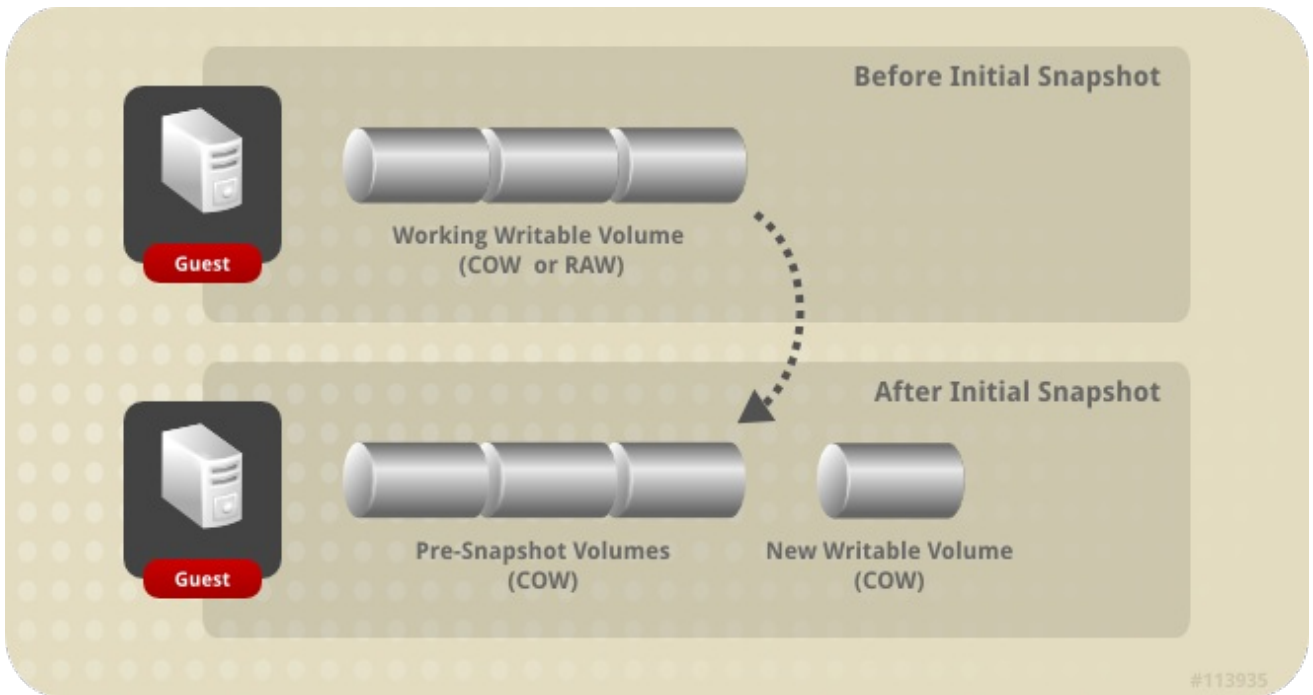 Before Initial Snapshot
Guest
Working Writable Volume
(COW or RAW)
After Initial Snapshot
Guest
Pre-Snapshot Volumes
(COW)
New Writable Volume
(COW)
#113935